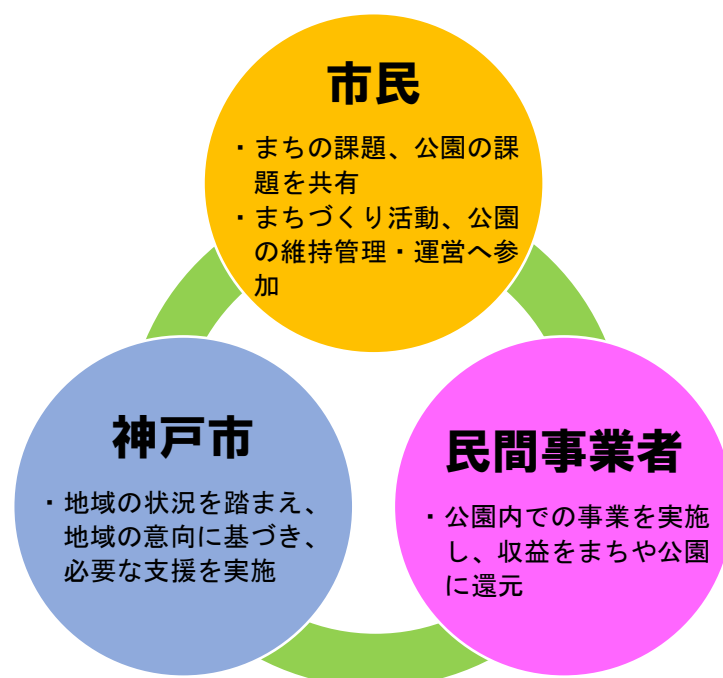 市民
・まちの課題、公園の課
題を共有
・まちづくり活動、公園
の維持管理・運営へ参
加
神戸市
・地域の状況を踏まえ、
地域の意向に基づき、
必要な支援を実施
民間事業者
・公園内での事業を実施
し、収益をまちや公園
に還元